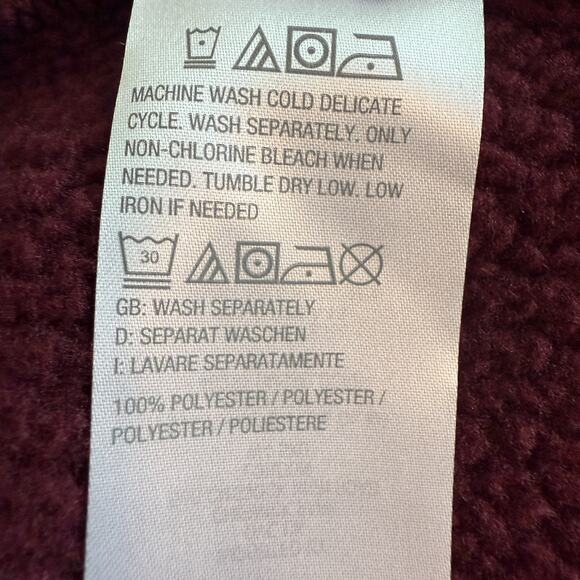 MACHINE WASH COLD DELICATE
CYCLE. WASH SEPARATELY. ONLY
NON-CHLORINE BLEACH WHEN
NEEDED. TUMBLE DRY LOW. LOW
IRON IF NEEDED
30
GB: WASH SEPARATELY
D: SEPARAT WASCHEN
I: LAVARE SEPARATAMENTE
100% POLYESTER / POLYESTER /
POLYESTER / POLIESTERE